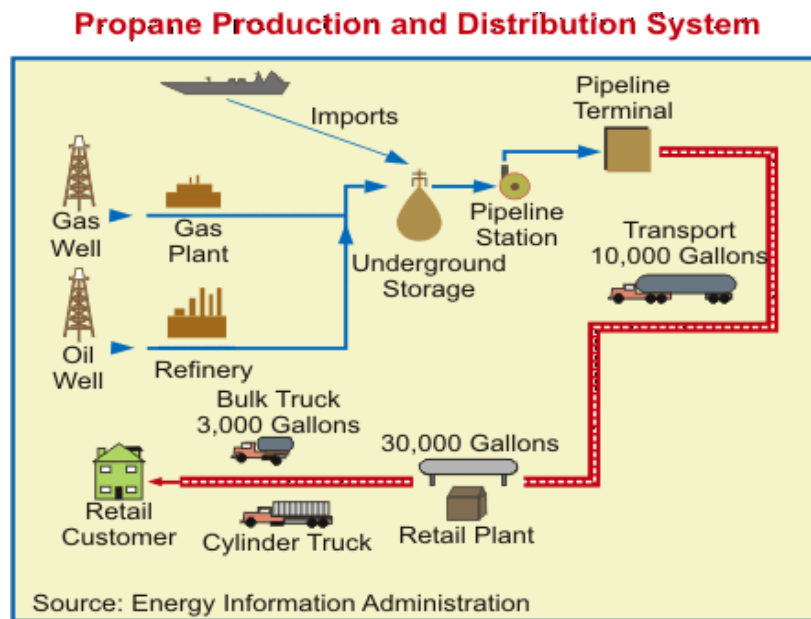 Propane Production and Distribution System
Imports
Pipeline
Terminal
Gas
Well
Gas
Plant
Underground
Storage
Pipeline
Station
Transport
10,000 Gallons
Oil
Well
Refinery
Bulk Truck
3,000 Gallons
30,000 Gallons
Retail
Customer
Cylinder Truck
Retail Plant
Source: Energy Information Administration